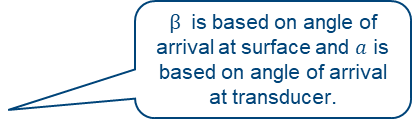 β is based on angle of
arrival at surface and 𝑎 is
based on angle of arrival
at transducer.